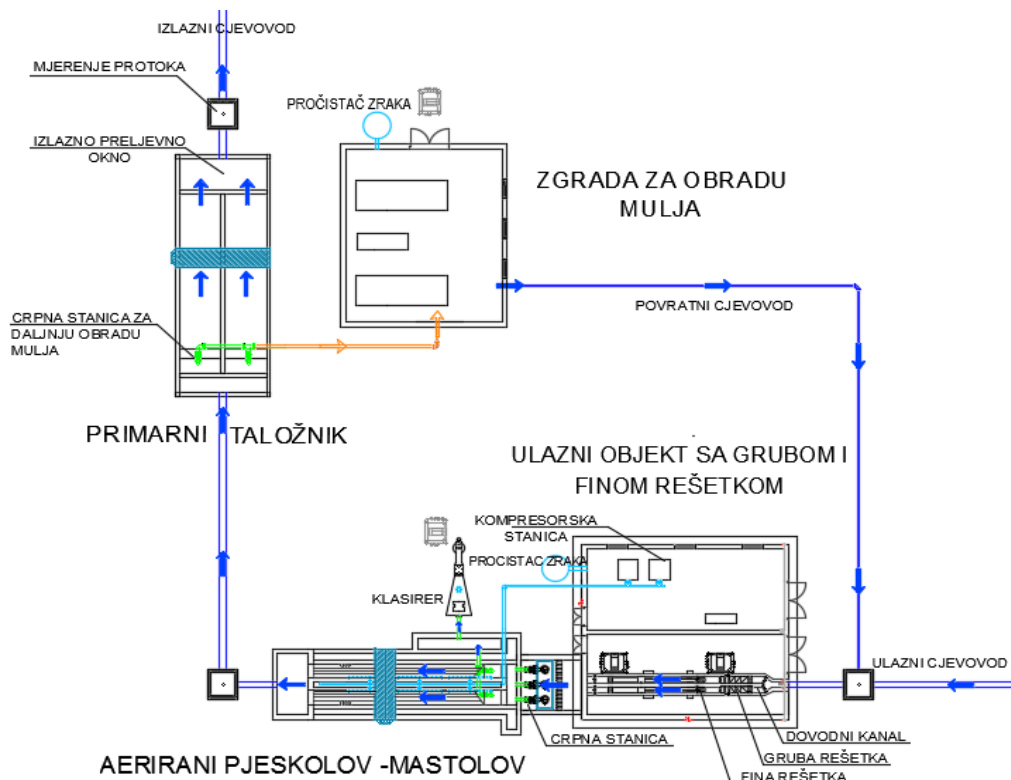 IZLAZNI CJEVOVOD
MJERENJE PROTOKA
PROČISTAČ ZRAKA
IZLAZNO PRELJEVNO
OKNO
ZGRADA ZA OBRADU
MULJA
POVRATNI CJEVOVOD
CRPNA STANICA ZA
DALJNJU OBRADU
MULJA
PRIMARNI TALOŽNIK
ULAZNI OBJEKT SA GRUBOM I
FINOM REŠETKOM
KOMPRESORSKA
STANICA
PROCISTAC ZRAKA
KLASIRER
ULAZNI CJEVOVOD
CRPNA STANICA
DOVODNI KANAL
GRUBA REŠETKA
FINA REŠETKA
AERIRANI PJESKOLOV -MASTOLOV